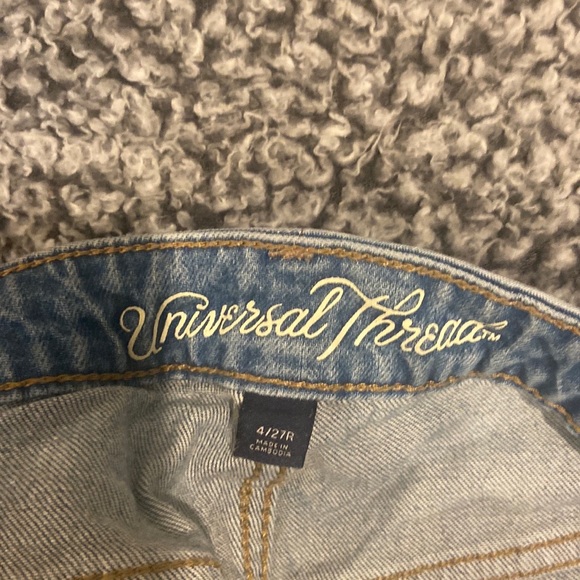 Universal Thread™
4/27R
MADE IN
CAMBODIA